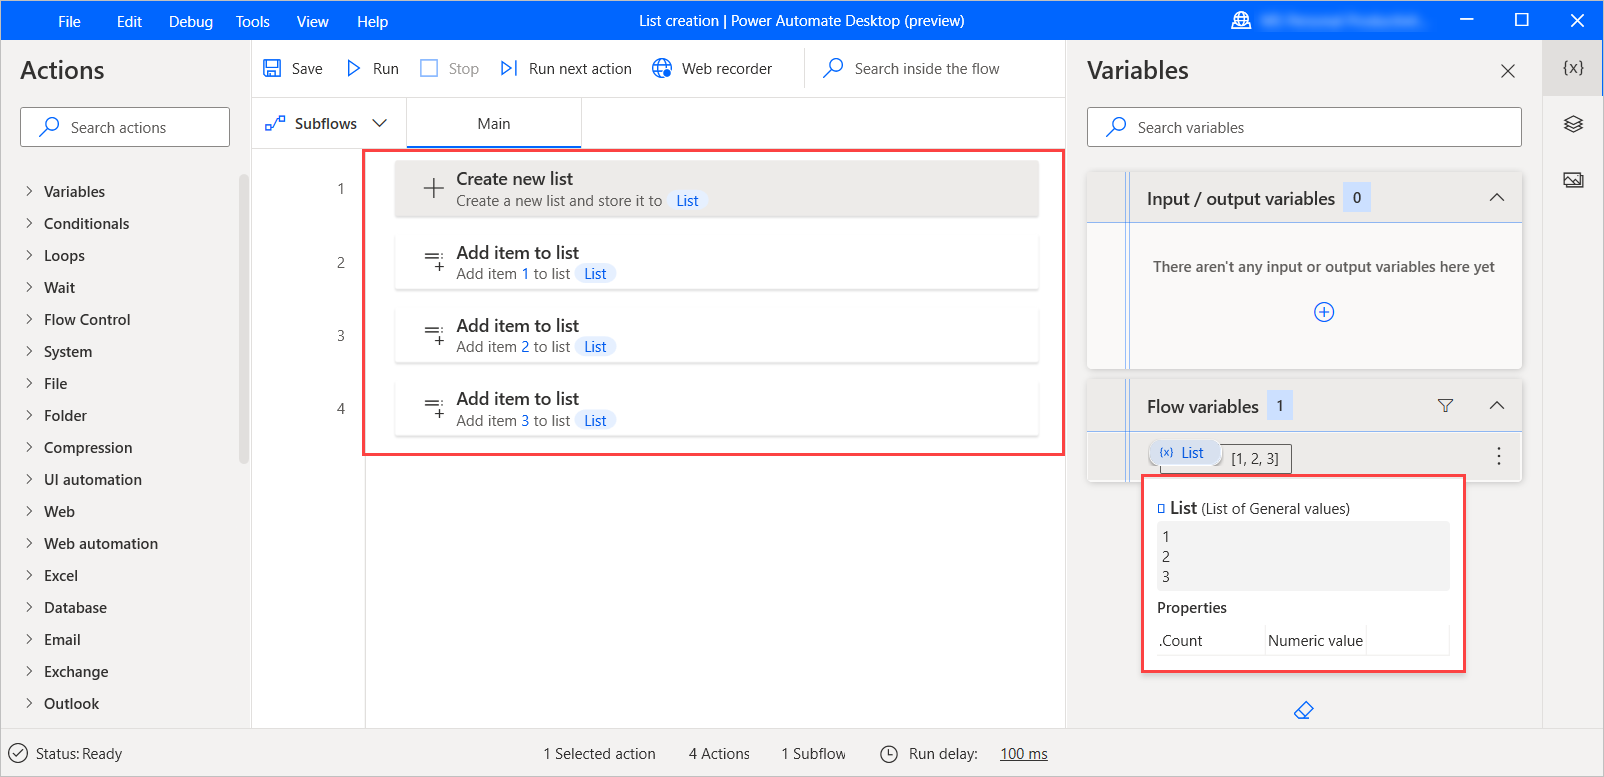 File Edit Debug Tools View Help
List creation | Power Automate Desktop (preview)
Actions
Search actions
Variables
Conditionals
Loops
Wait
Flow Control
System
File
Folder
Compression
UI automation
Web
Web automation
Excel
Database
Email
Exchange
Outlook
Save Run Stop Run next action Web recorder Search inside the flow
Subflows Main
1 Create new list
Create a new list and store it to List
2 Add item to list
Add item 1 to list List
3 Add item to list
Add item 2 to list List
4 Add item to list
Add item 3 to list List
Variables
{x}
Search variables
Input / output variables 0
There aren't any input or output variables here yet
Flow variables 1
{x} List [1, 2, 3]
List (List of General values)
1
2
3
Properties
.Count Numeric value
Status: Ready 1 Selected action 4 Actions 1 Subflow Run delay: 100 ms